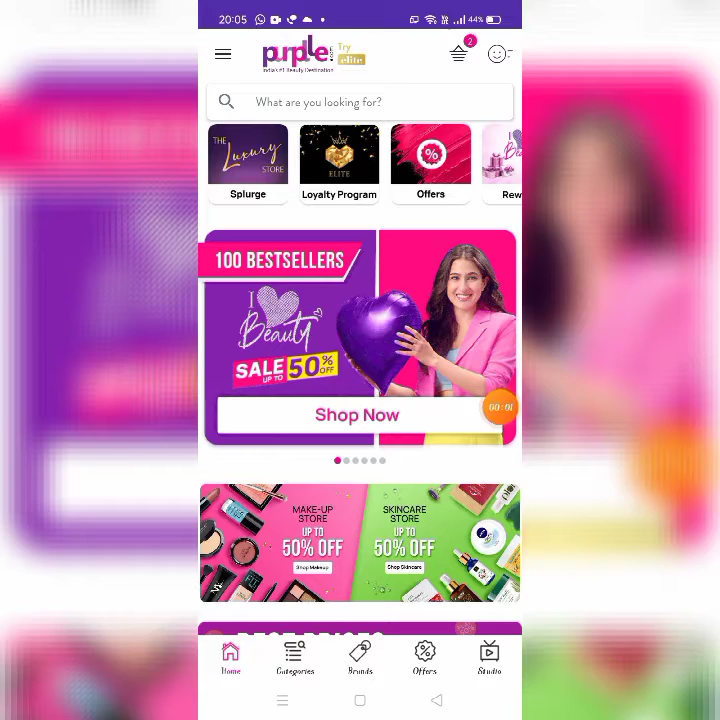 20:05
44%
2
purplle.com
Try
elite
India's #1 Beauty Destination
What are you looking for?
THE
Luxury
STORE
ELITE
%
Splurge
Loyalty Program
Offers
Rew
100 BESTSELLERS
I
Beauty
SALE UP TO 50% OFF
Shop Now
00:01
MAKE-UP
STORE
UP TO
50% OFF
Shop Makeup
SKINCARE
STORE
UP TO
50% OFF
Shop Skincare
Home
Categories
Brands
Offers
Studio